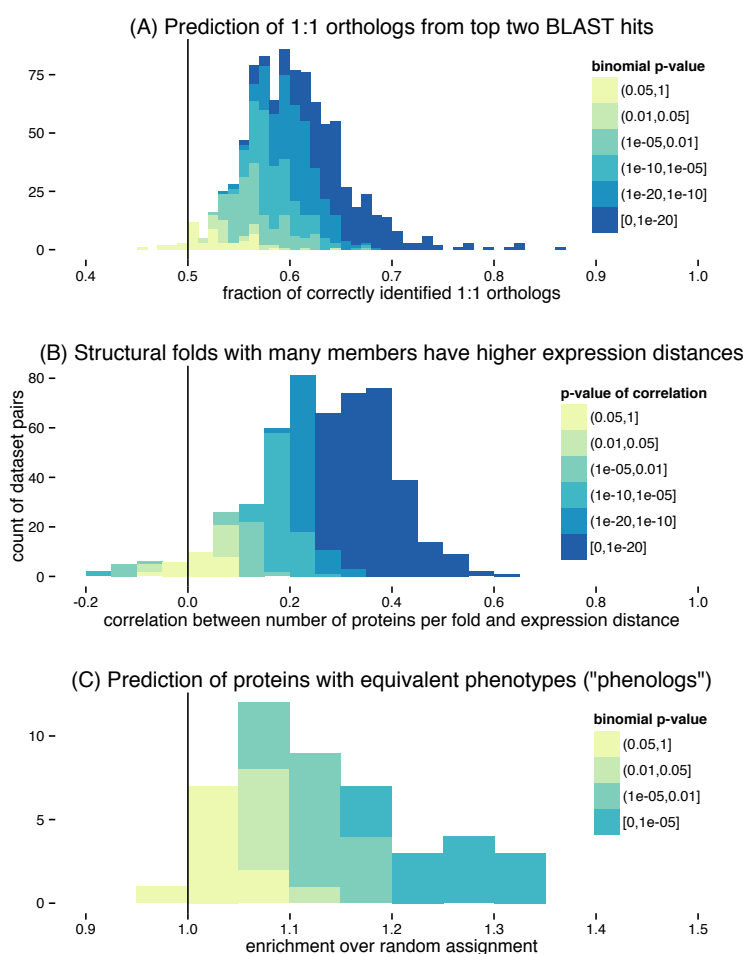 (A) Prediction of 1:1 orthologs from top two BLAST hits
binomial p-value
(0.05,1]
(0.01,0.05]
(1e-05,0.01]
(1e-10,1e-05]
(1e-20,1e-10]
[0,1e-20]
75
50
25
0
0.4 0.5 0.6 0.7 0.8 0.9 1.0
fraction of correctly identified 1:1 orthologs
(B) Structural folds with many members have higher expression distances
p-value of correlation
(0.05,1]
(0.01,0.05]
(1e-05,0.01]
(1e-10,1e-05]
(1e-20,1e-10]
[0,1e-20]
count of dataset pairs
80
60
40
20
0
-0.2 0.0 0.2 0.4 0.6 0.8 1.0
correlation between number of proteins per fold and expression distance
(C) Prediction of proteins with equivalent phenotypes ("phenologs")
binomial p-value
(0.05,1]
(0.01,0.05]
(1e-05,0.01]
[0,1e-05]
10
5
0
0.9 1.0 1.1 1.2 1.3 1.4 1.5
enrichment over random assignment